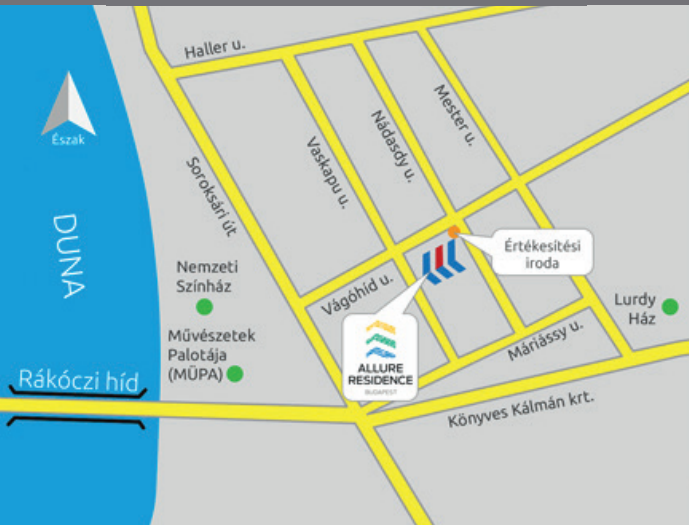 Haller u.
Észak
Soroksári út
Vaskapu u.
Nádasdy u.
Mester u.
DUNA
Nemzeti
Színház
Vágóhíd u.
Értékesítési
iroda
Művészetek
Palotája
(MÜPA)
Lurdy
Ház
Máriássy u.
ALLURE
RESIDENCE
BUDAPEST
Rákóczi híd
Könyves Kálmán krt.